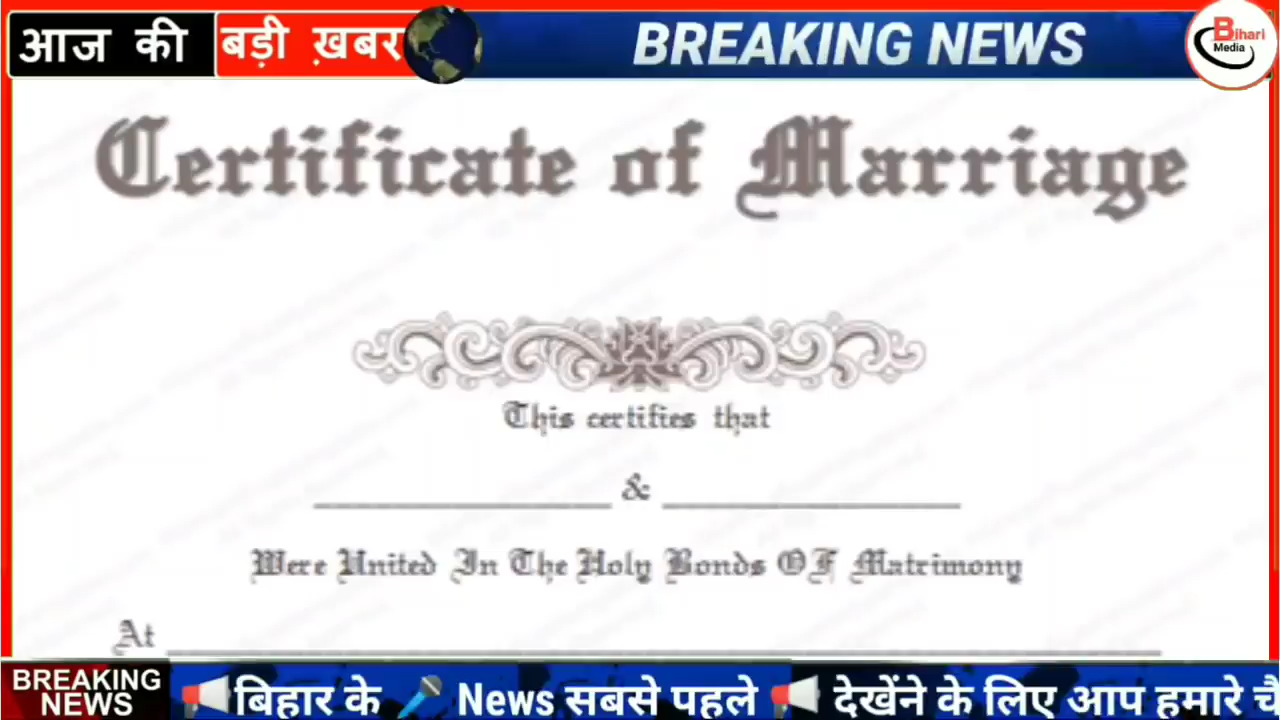 आज की बड़ी ख़बर BREAKING NEWS Bihari Media
Certificate of Marriage
This certifies that
&
Were United In The Holy Bonds OF Matrimony
At
BREAKING NEWS बिहार के News सबसे पहले देखेंने के लिए आप हमारे